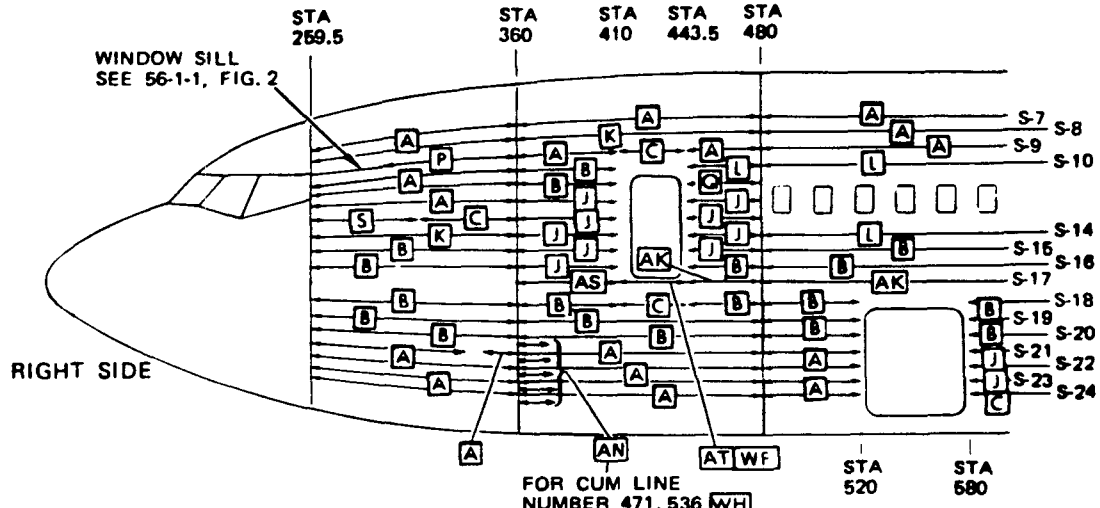 STA 259.5
STA 360
STA 410
STA 443.5
STA 480
WINDOW SILL
SEE 56-1-1, FIG. 2
A
K
A
S-7
A
S-8
A
P
A
C
A
A
S-9
B
L
L
S-10
A
B
Q
A
J
J
S
C
J
J
K
J
J
L
S-14
B
J
J
B
S-15
B
J
AK
B
B
S-16
AS
AK
S-17
B
B
C
B
B
S-18
B
B
B
B
S-19
B
B
B
S-20
A
A
A
J
S-21
A
S-22
A
A
A
J
S-23
C
S-24
RIGHT SIDE
A
AN
AT WF
STA 520
STA 580
FOR CUM LINE
NUMBER 471, 536 WH